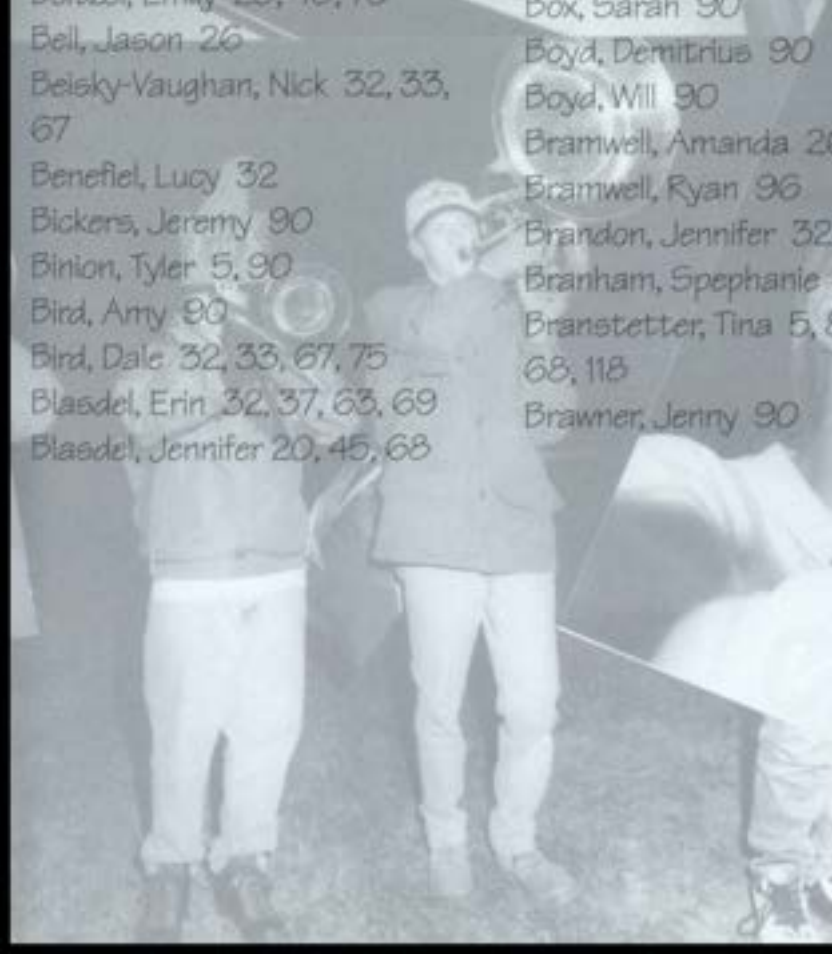 Emily
Bell, Jason 26
Beisky-Vaughan, Nick 32, 33,
67
Benefiel, Lucy 32
Bickers, Jeremy 90
Binion, Tyler 5, 90
Bird, Amy 90
Bird, Dale 32, 33, 67, 75
Blasdel, Erin 32, 37, 63, 69
Blasdel, Jennifer 20, 45, 68
Box, Sarah 90
Boyd, Demitrius 90
Boyd, Will 90
Bramwell, Amanda
Bramwell, Ryan 96
Brandon, Jennifer 32
Branham, Spephanie
Branstetter, Tina 5,
68, 118
Brawner, Jenny 90